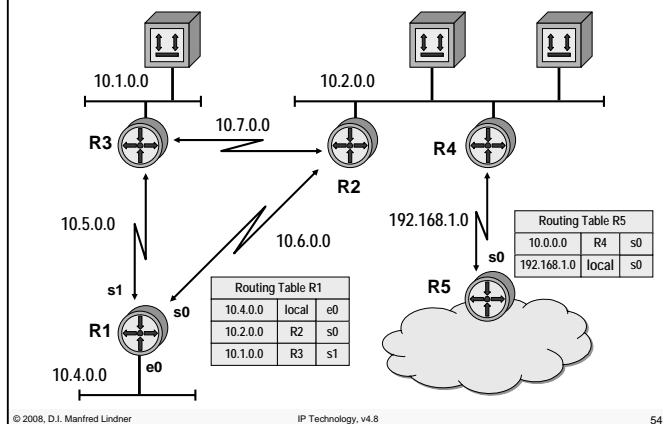 10.1.0.0
10.2.0.0
R3
10.7.0.0
R2
R4
10.5.0.0
10.6.0.0
192.168.1.0
s0
R5
Routing Table R5
10.0.0.0 R4 s0
192.168.1.0 local s0
s1
s0
R1
e0
10.4.0.0
Routing Table R1
10.4.0.0 local e0
10.2.0.0 R2 s0
10.1.0.0 R3 s1
© 2008, D.I. Manfred Lindner
IP Technology, v4.8
54